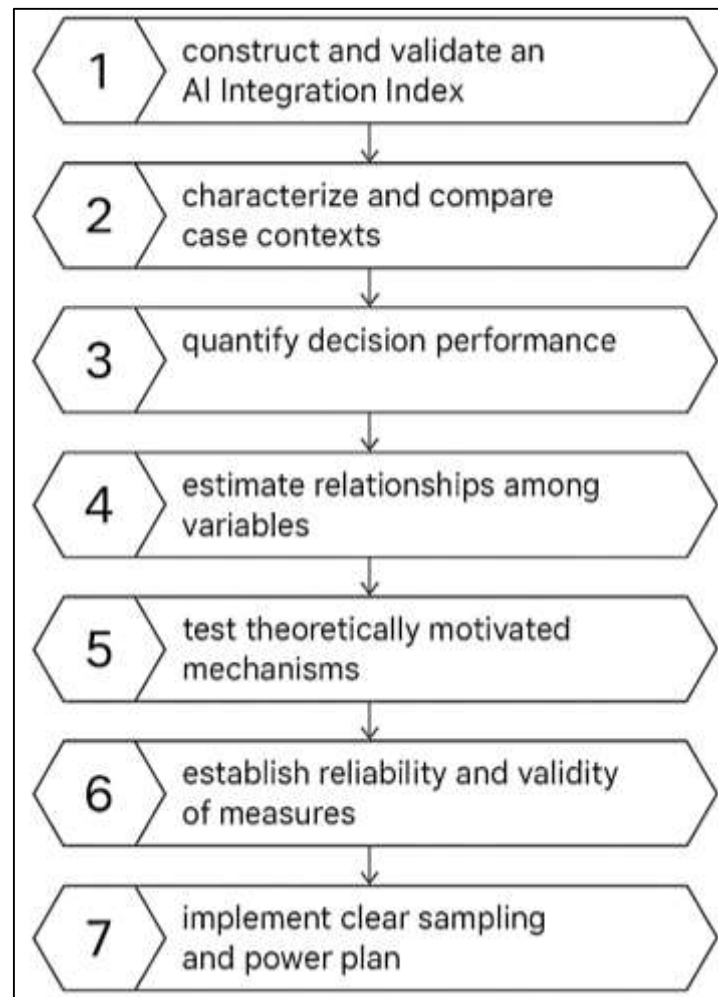 1
construct and validate an
AI Integration Index
2
characterize and compare
case contexts
3
quantify decision performance
4
estimate relationships among
variables
5
test theoretically motivated
mechanisms
6
establish reliability and validity
of measures
7
implement clear sampling
and power plan